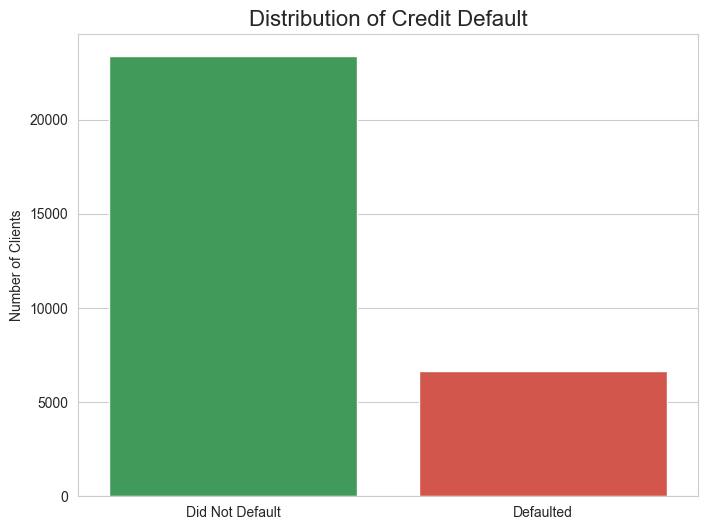 Distribution of Credit Default
Number of Clients
20000
15000
10000
5000
0
Did Not Default
Defaulted